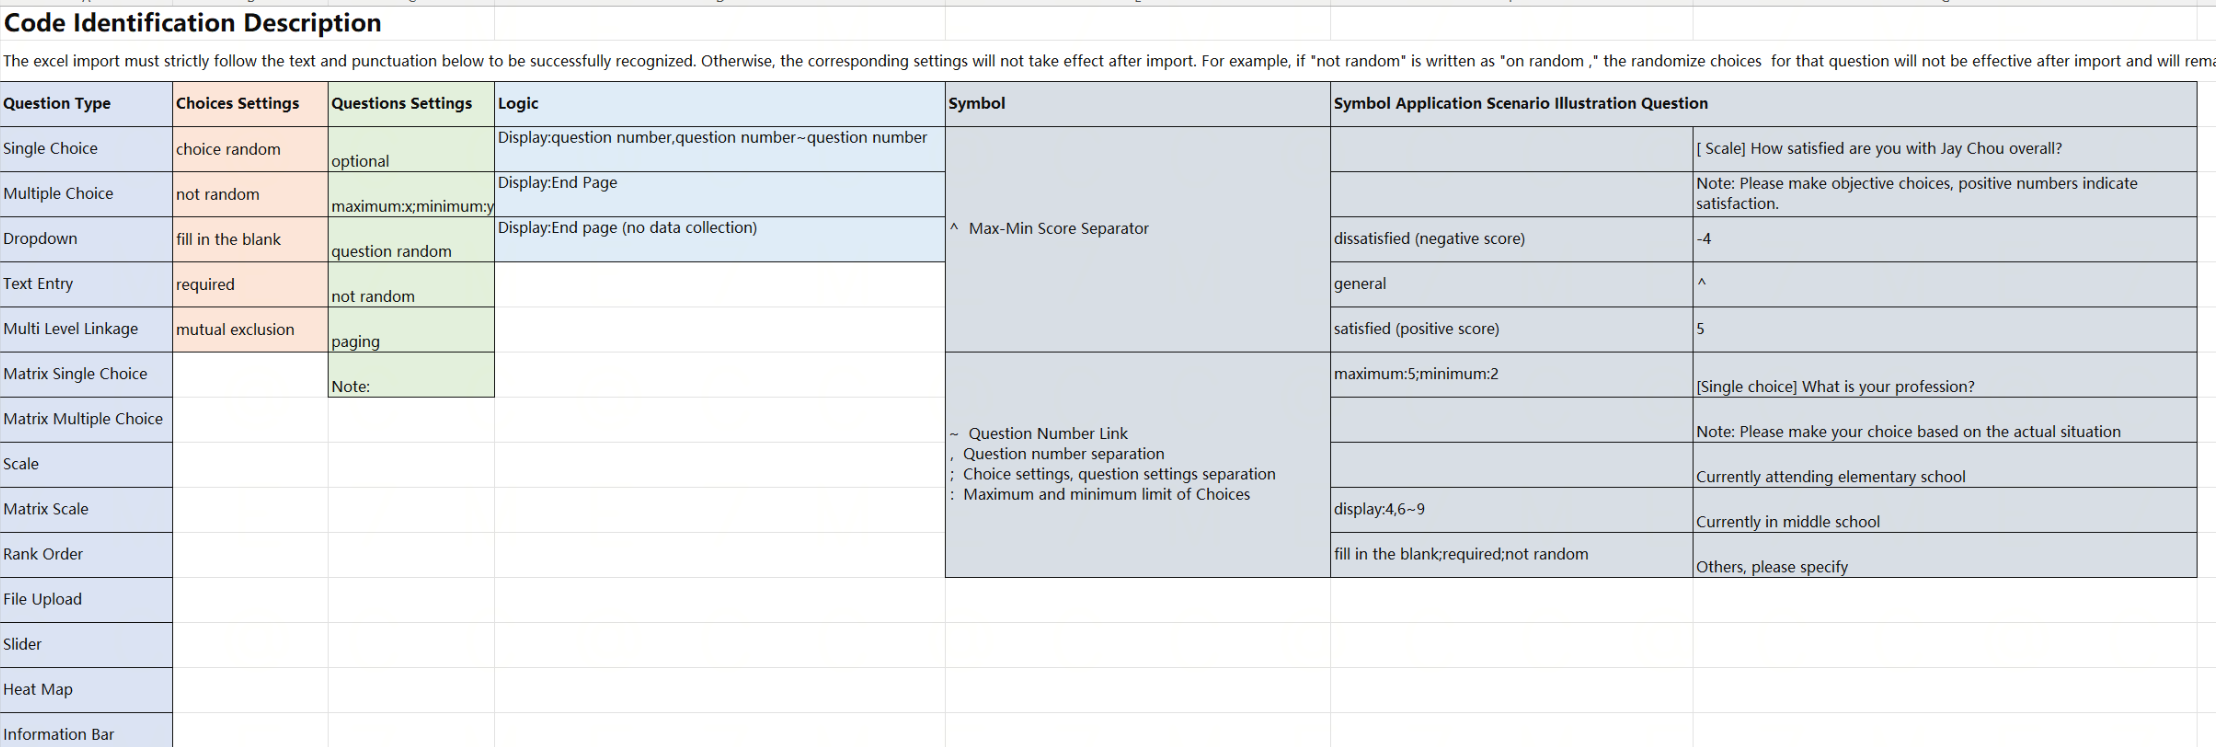 Code Identification Description
The excel import must strictly follow the text and punctuation below to be successfully recognized. Otherwise, the corresponding settings will not take effect after import. For example, if "not random" is written as "on random ," the randomize choices  for that question will not be effective after import and will rema
Question Type
Choices Settings
Questions Settings
Logic
Symbol
Symbol Application Scenario Illustration Question
Single Choice
choice random
optional
Display:question number,question number~question number
[ Scale] How satisfied are you with Jay Chou overall?
Multiple Choice
not random
maximum:x;minimum:y
Display:End Page
Note: Please make objective choices, positive numbers indicate
satisfaction.
Dropdown
fill in the blank
question random
Display:End page (no data collection)
^  Max-Min Score Separator
dissatisfied (negative score)
-4
Text Entry
required
not random
general
^
Multi Level Linkage
mutual exclusion
paging
satisfied (positive score)
5
Matrix Single Choice
Note:
maximum:5;minimum:2
[Single choice] What is your profession?
Matrix Multiple Choice
Note: Please make your choice based on the actual situation
~  Question Number Link
,  Question number separation
;  Choice settings, question settings separation
:  Maximum and minimum limit of Choices
Scale
Currently attending elementary school
Matrix Scale
display:4,6~9
Currently in middle school
Rank Order
fill in the blank;required;not random
Others, please specify
File Upload
Slider
Heat Map
Information Bar